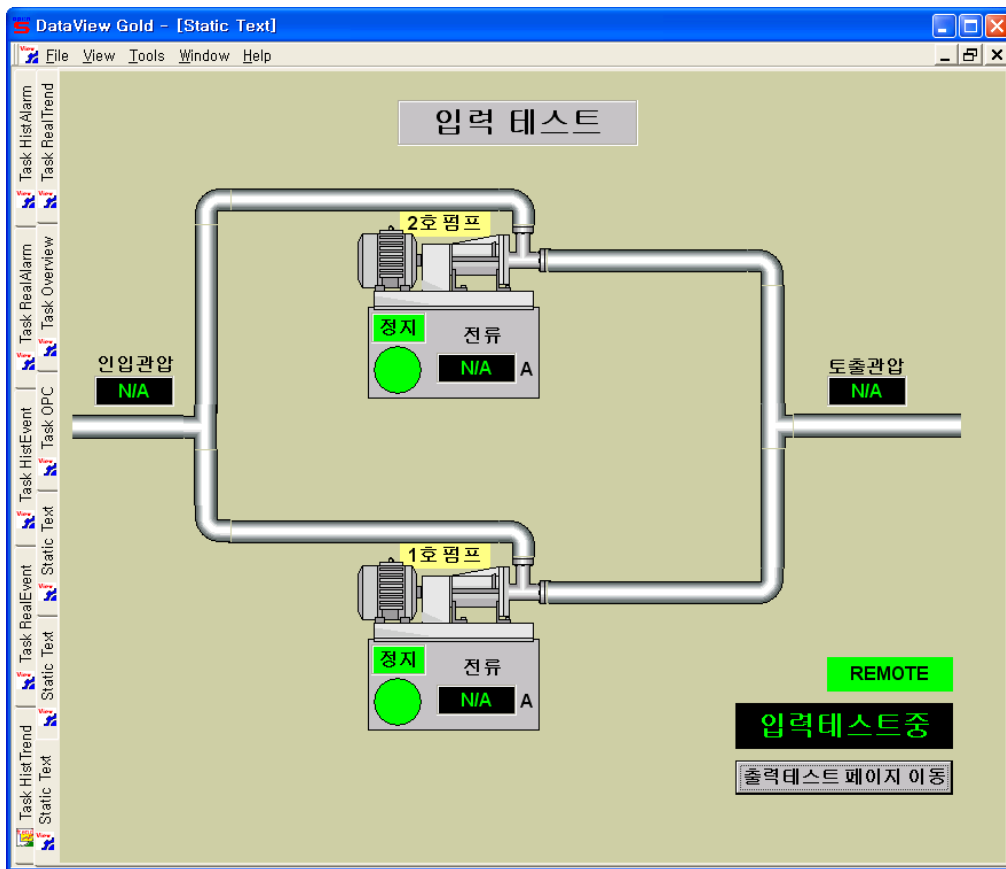 DataView Gold - [Static Text]
File View Tools Window Help
Task HistAlarm
Task RealAlarm
Task HistEvent
Task RealEvent
Task HistTrend
Task RealTrend
Task Overview
Task OPC
Static Text
Static Text
Static Text
입력 테스트
2호펌프
정지
전류
N/A A
인입관압
N/A
토출관압
N/A
1호펌프
정지
전류
N/A A
REMOTE
입력테스트중
출력테스트 페이지 이동